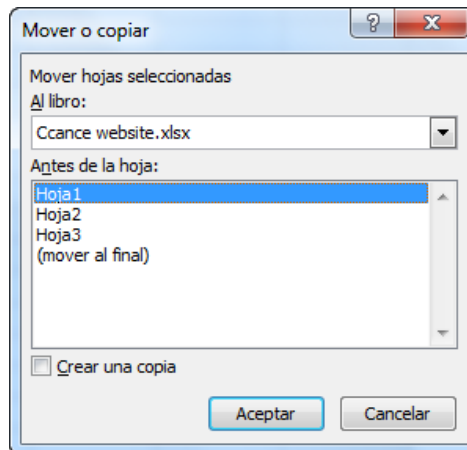 Mover o copiar
Mover hojas seleccionadas
Al libro:
Ccance website.xlsx
Antes de la hoja:
Hoja1
Hoja2
Hoja3
(mover al final)
Crear una copia
Aceptar
Cancelar